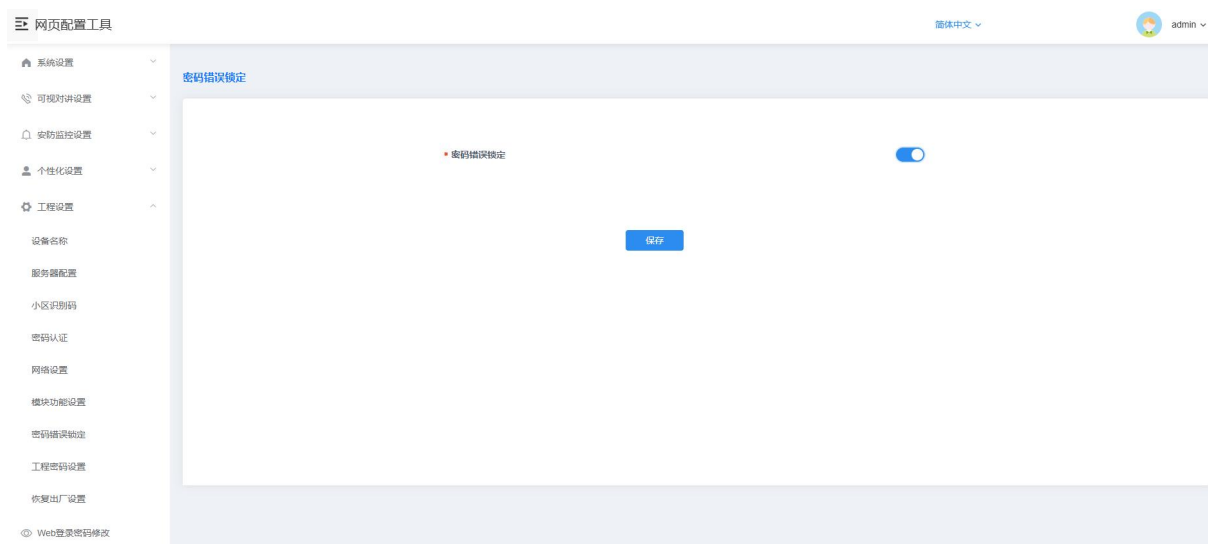 网页配置工具
简体中文
admin
系统设置
可视对讲设置
安防监控设置
个性化设置
工程设置
设备名称
服务器配置
小区识别码
密码认证
网络设置
模块功能设置
密码错误锁定
工程密码设置
恢复出厂设置
Web登录密码修改
密码错误锁定
* 密码错误锁定
保存